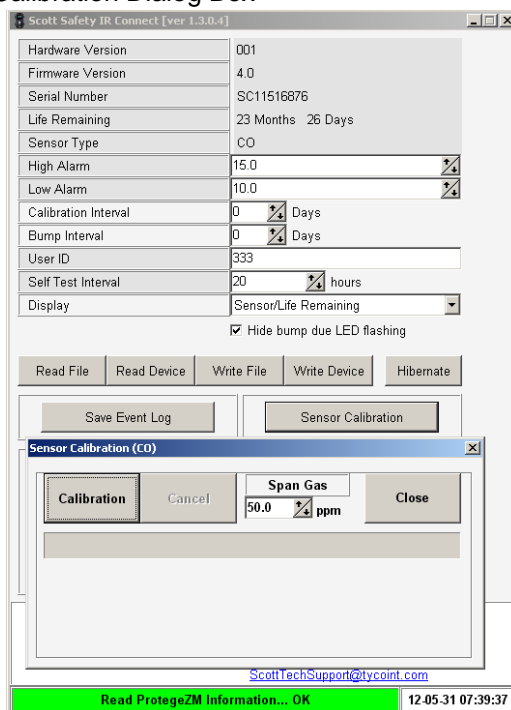 Calibration Dialog Box
Scott Safety IR Connect [ver 1.3.0.4]
Hardware Version 001
Firmware Version 4.0
Serial Number SC11516876
Life Remaining 23 Months 26 Days
Sensor Type CO
High Alarm 15.0
Low Alarm 10.0
Calibration Interval 0 Days
Bump Interval 0 Days
User ID 333
Self Test Interval 20 hours
Display Sensor/Life Remaining
Hide bump due LED flashing
Read File Read Device Write File Write Device Hibernate
Save Event Log Sensor Calibration
Sensor Calibration (CO)
Calibration Cancel Span Gas 50.0 ppm Close
ScottTechSupport@tycoint.com
Read ProtegeZM Information... OK 12-05-31 07:39:37